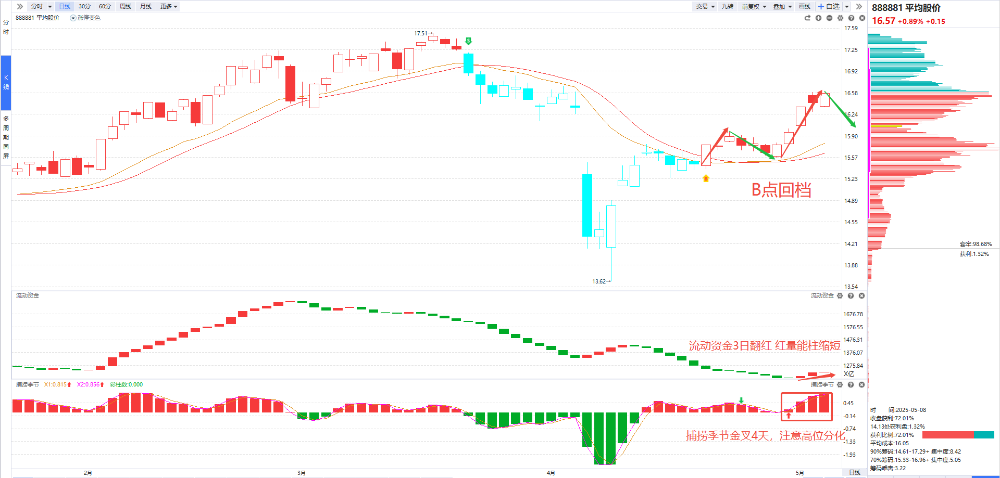 分时 日线 30分 60分 周线 月线 更多 交易 九转 前复权 叠加 画线 自选
888881 平均股价 涨停变色
888881 平均股价
16.57 +0.89% +0.15
分时
K线
多周期同屏
17.59
17.25
16.92
16.58
16.24
15.90
15.57
15.23
14.89
14.55
14.21
13.88
13.54
17.51
S
13.62
B
B点回档
套牢:98.68%
获利:1.32%
流动资金 流动资金
1676.78
1576.55
1476.31
1376.07
1275.84
X亿
流动资金3日翻红 红量能柱缩短
捕捞季节 X1:0.815 X2:0.856 彩柱数:0.000 捕捞季节
0.45
-0.14
-0.74
-1.33
-1.93
捕捞季节金叉4天，注意高位分化
2月 3月 4月 5月 日线
时 间:2025-05-08
收盘获利:72.01%
14.13处获利盘:1.32%
获利比例:72.01%
平均成本:16.05
90%筹码:14.61-17.29+ 集中度:8.42
70%筹码:15.33-16.96+ 集中度:5.05
筹码乖离:3.22